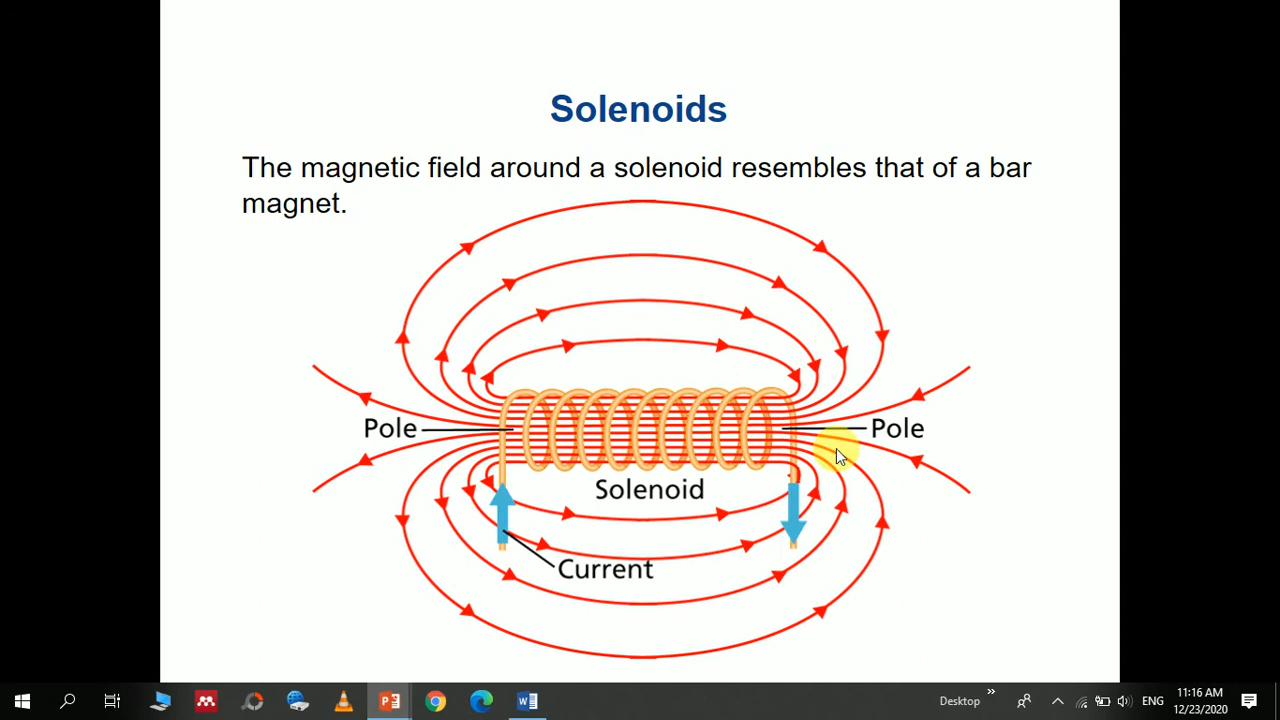 Solenoids
The magnetic field around a solenoid resembles that of a bar
magnet.
Pole
Pole
Solenoid
Current
Desktop
»
ENG
11:16 AM
12/23/2020